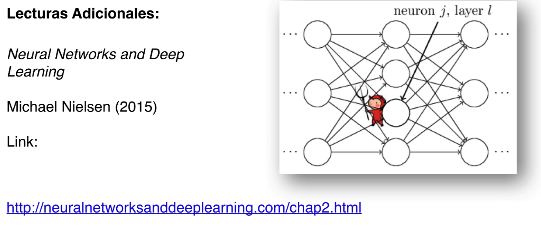 Lecturas Adicionales:
neuron j, layer l
Neural Networks and Deep
Learning
Michael Nielsen (2015)
Link:
http://neuralnetworksanddeeplearning.com/chap2.html